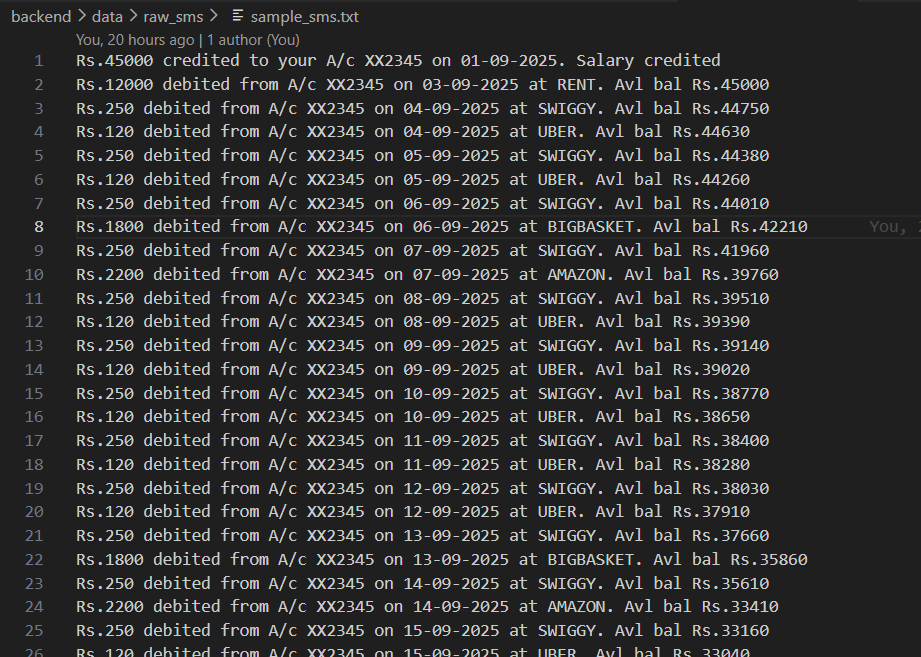 backend > data > raw_sms > sample_sms.txt
You, 20 hours ago | 1 author (You)
1 Rs.45000 credited to your A/c XX2345 on 01-09-2025. Salary credited
2 Rs.12000 debited from A/c XX2345 on 03-09-2025 at RENT. Avl bal Rs.45000
3 Rs.250 debited from A/c XX2345 on 04-09-2025 at SWIGGY. Avl bal Rs.44750
4 Rs.120 debited from A/c XX2345 on 04-09-2025 at UBER. Avl bal Rs.44630
5 Rs.250 debited from A/c XX2345 on 05-09-2025 at SWIGGY. Avl bal Rs.44380
6 Rs.120 debited from A/c XX2345 on 05-09-2025 at UBER. Avl bal Rs.44260
7 Rs.250 debited from A/c XX2345 on 06-09-2025 at SWIGGY. Avl bal Rs.44010
8 Rs.1800 debited from A/c XX2345 on 06-09-2025 at BIGBASKET. Avl bal Rs.42210 You,
9 Rs.250 debited from A/c XX2345 on 07-09-2025 at SWIGGY. Avl bal Rs.41960
10 Rs.2200 debited from A/c XX2345 on 07-09-2025 at AMAZON. Avl bal Rs.39760
11 Rs.250 debited from A/c XX2345 on 08-09-2025 at SWIGGY. Avl bal Rs.39510
12 Rs.120 debited from A/c XX2345 on 08-09-2025 at UBER. Avl bal Rs.39390
13 Rs.250 debited from A/c XX2345 on 09-09-2025 at SWIGGY. Avl bal Rs.39140
14 Rs.120 debited from A/c XX2345 on 09-09-2025 at UBER. Avl bal Rs.39020
15 Rs.250 debited from A/c XX2345 on 10-09-2025 at SWIGGY. Avl bal Rs.38770
16 Rs.120 debited from A/c XX2345 on 10-09-2025 at UBER. Avl bal Rs.38650
17 Rs.250 debited from A/c XX2345 on 11-09-2025 at SWIGGY. Avl bal Rs.38400
18 Rs.120 debited from A/c XX2345 on 11-09-2025 at UBER. Avl bal Rs.38280
19 Rs.250 debited from A/c XX2345 on 12-09-2025 at SWIGGY. Avl bal Rs.38030
20 Rs.120 debited from A/c XX2345 on 12-09-2025 at UBER. Avl bal Rs.37910
21 Rs.250 debited from A/c XX2345 on 13-09-2025 at SWIGGY. Avl bal Rs.37660
22 Rs.1800 debited from A/c XX2345 on 13-09-2025 at BIGBASKET. Avl bal Rs.35860
23 Rs.250 debited from A/c XX2345 on 14-09-2025 at SWIGGY. Avl bal Rs.35610
24 Rs.2200 debited from A/c XX2345 on 14-09-2025 at AMAZON. Avl bal Rs.33410
25 Rs.250 debited from A/c XX2345 on 15-09-2025 at SWIGGY. Avl bal Rs.33160
26 Rs.120 debited from A/c XX2345 on 15-09-2025 at UBER. Avl bal Rs.33040